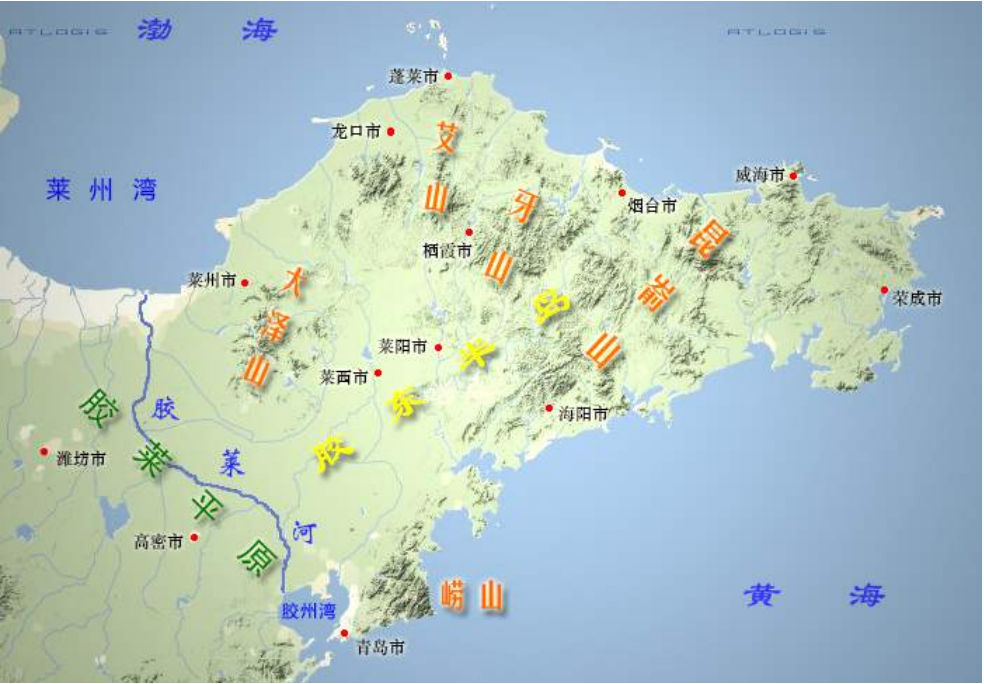 ATLOGIS
渤海
ATLOGIS
蓬莱市
龙口市
艾山
莱州湾
威海市
牙山
烟台市
昆嵛山
栖霞市
莱州市
大泽山
荣成市
莱阳市
莱西市
胶东半岛
海阳市
胶莱平原
胶莱河
潍坊市
高密市
崂山
黄海
胶州湾
青岛市